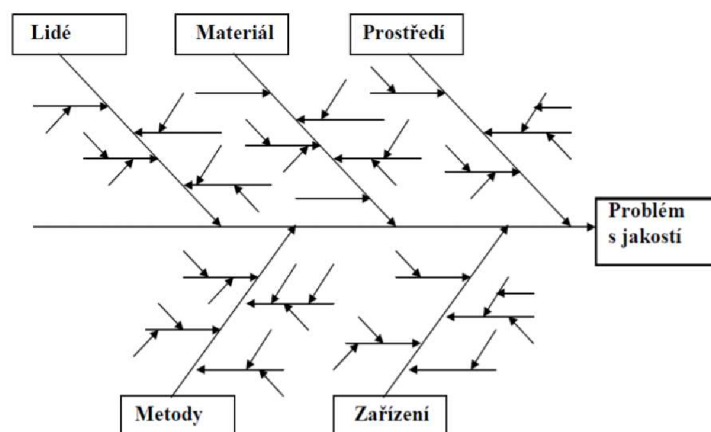 Lidé
Materiál
Prostředí
Problém
s jakostí
Metody
Zařízení